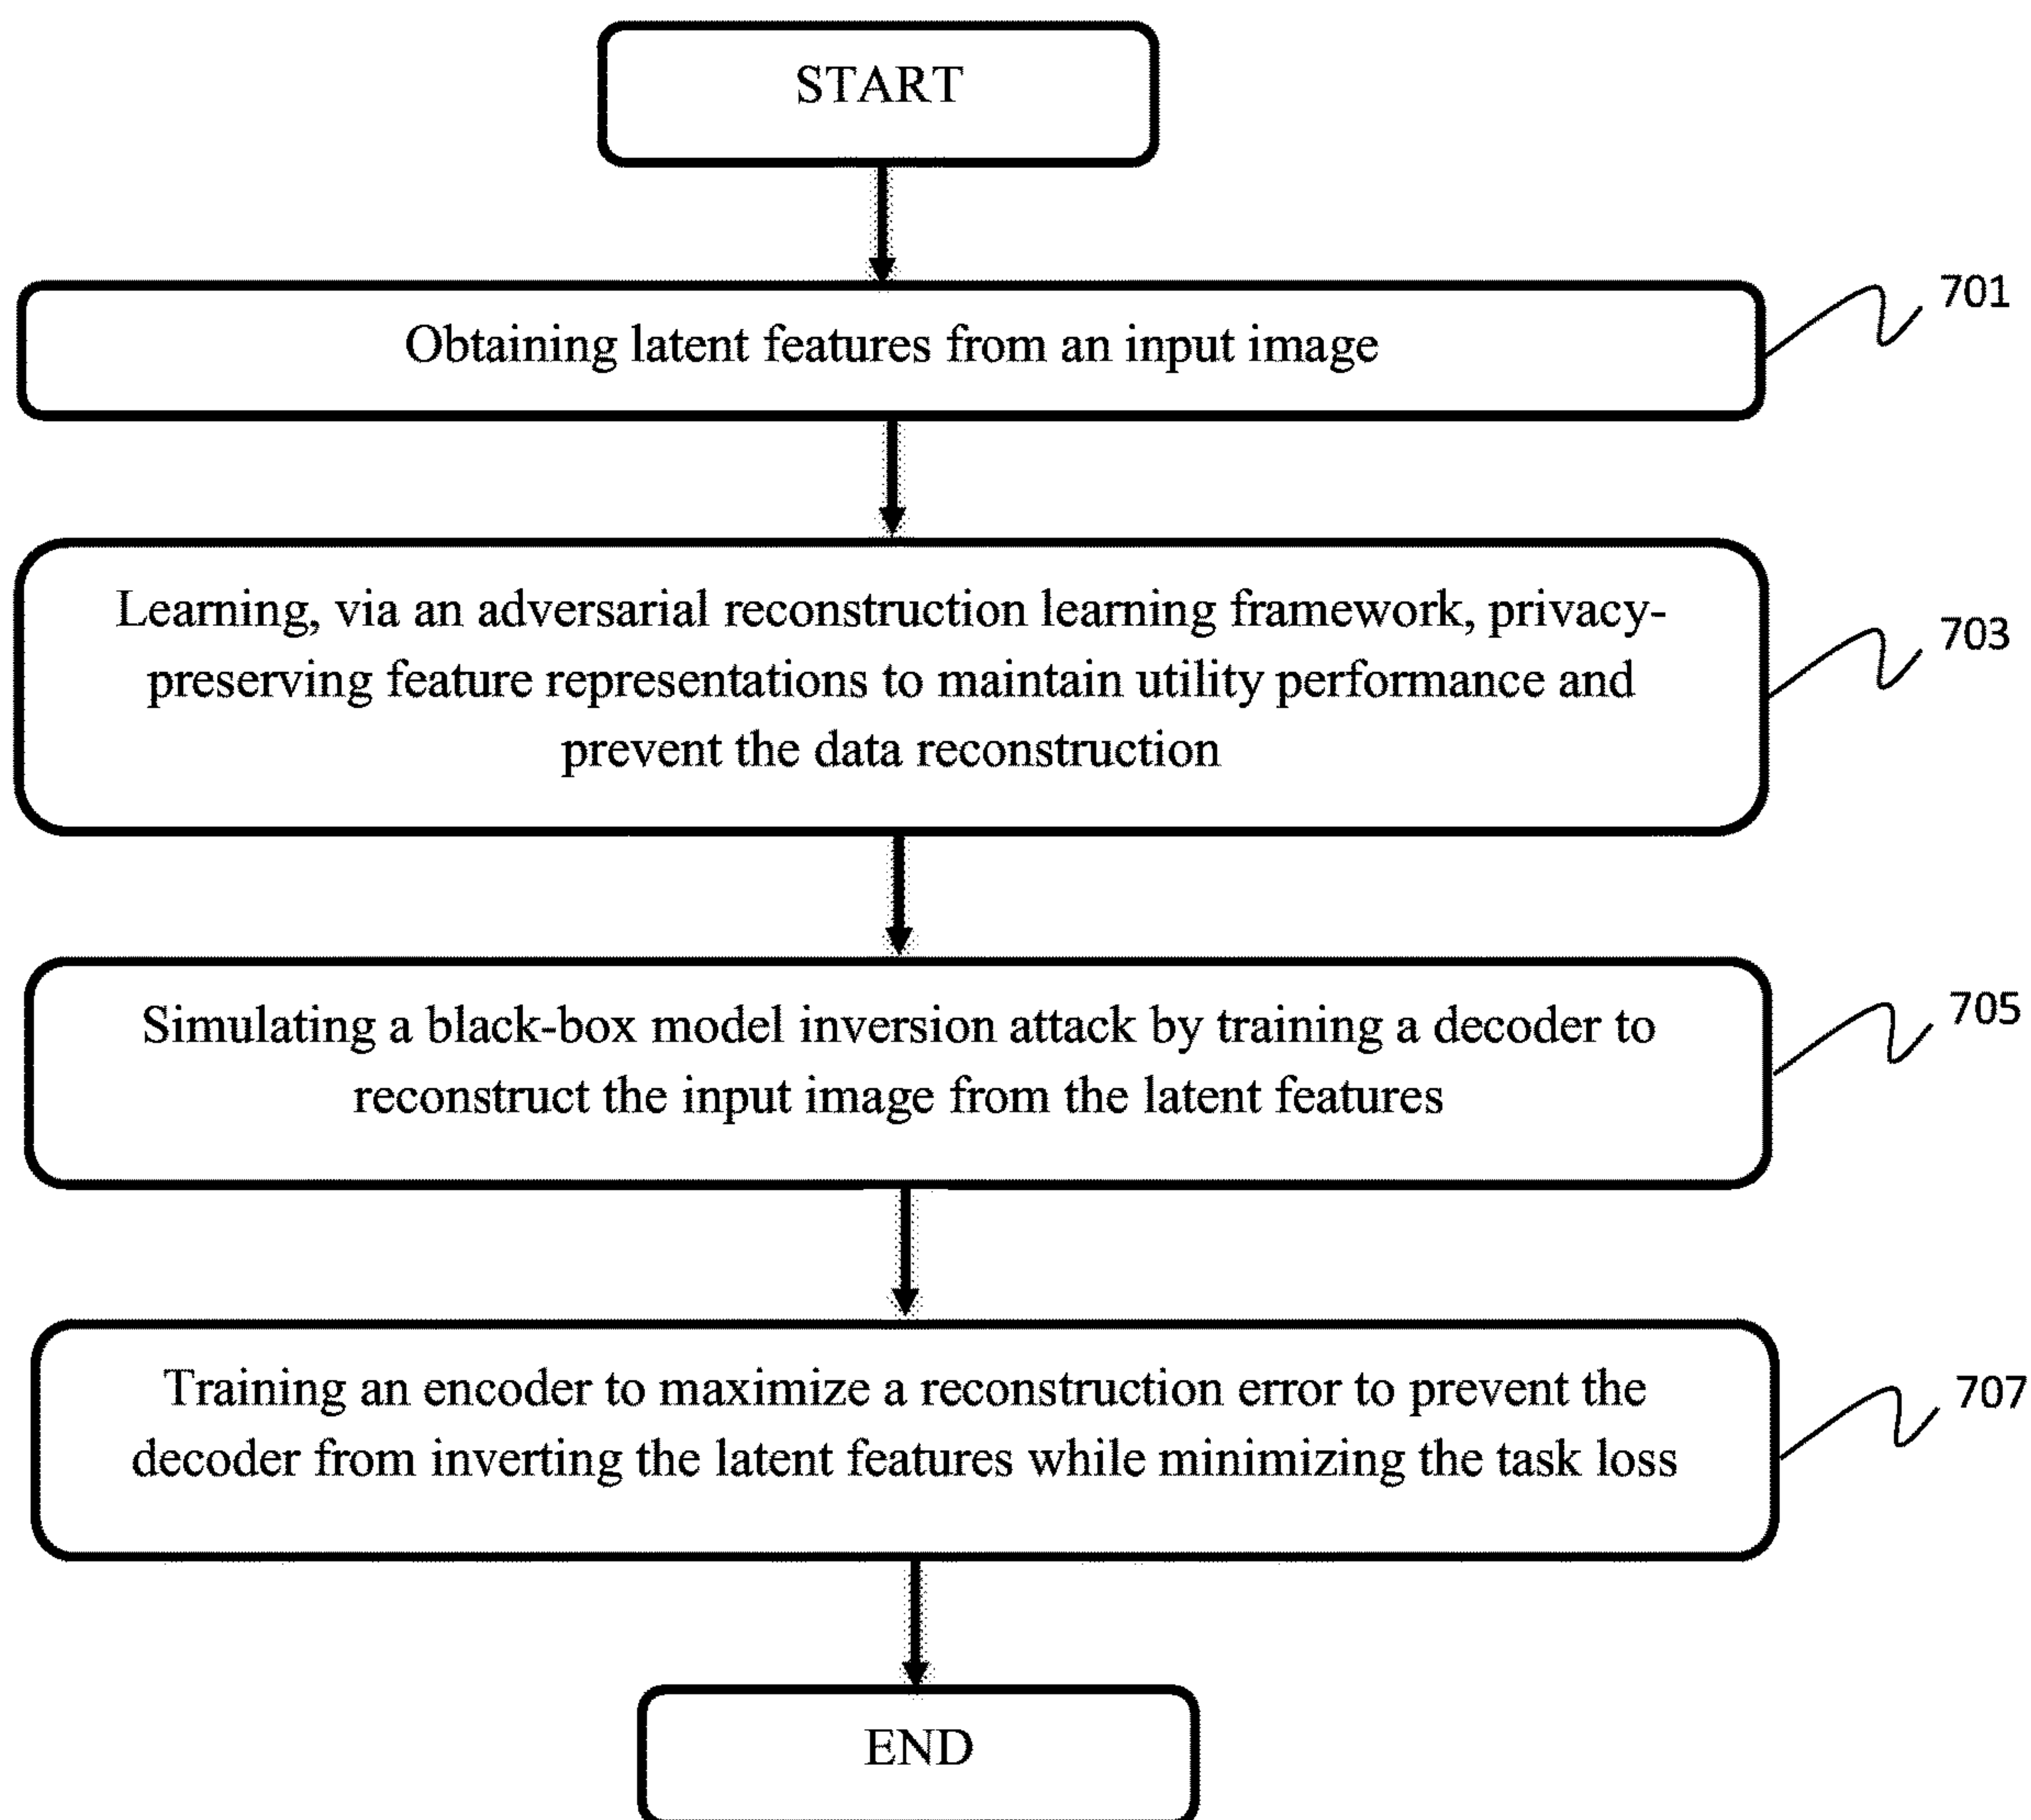 START
Obtaining latent features from an input image
701
Learning, via an adversarial reconstruction learning framework, privacy-
preserving feature representations to maintain utility performance and
prevent the data reconstruction
703
Simulating a black-box model inversion attack by training a decoder to
reconstruct the input image from the latent features
705
Training an encoder to maximize a reconstruction error to prevent the
decoder from inverting the latent features while minimizing the task loss
707
END